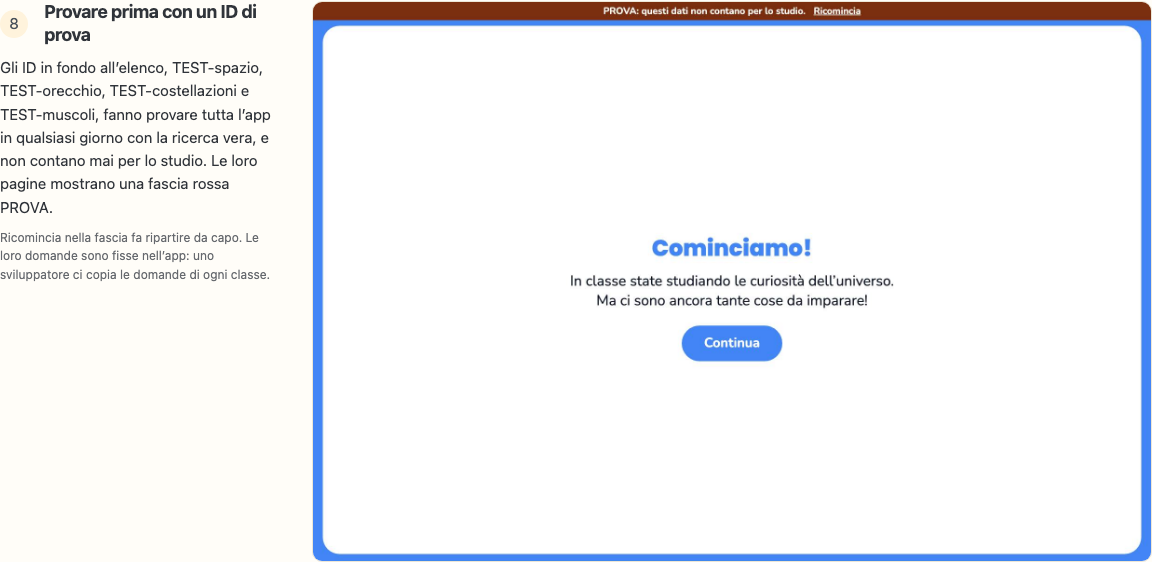 8
Provare prima con un ID di
prova
Gli ID in fondo all’elenco, TEST-spazio,
TEST-orecchio, TEST-costellazioni e
TEST-muscoli, fanno provare tutta l’app
in qualsiasi giorno con la ricerca vera, e
non contano mai per lo studio. Le loro
pagine mostrano una fascia rossa
PROVA.
Ricomincia nella fascia fa ripartire da capo. Le
loro domande sono fisse nell’app: uno
sviluppatore ci copia le domande di ogni classe.
PROVA: questi dati non contano per lo studio. Ricomincia
Cominciamo!
In classe state studiando le curiosità dell’universo.
Ma ci sono ancora tante cose da imparare!
Continua